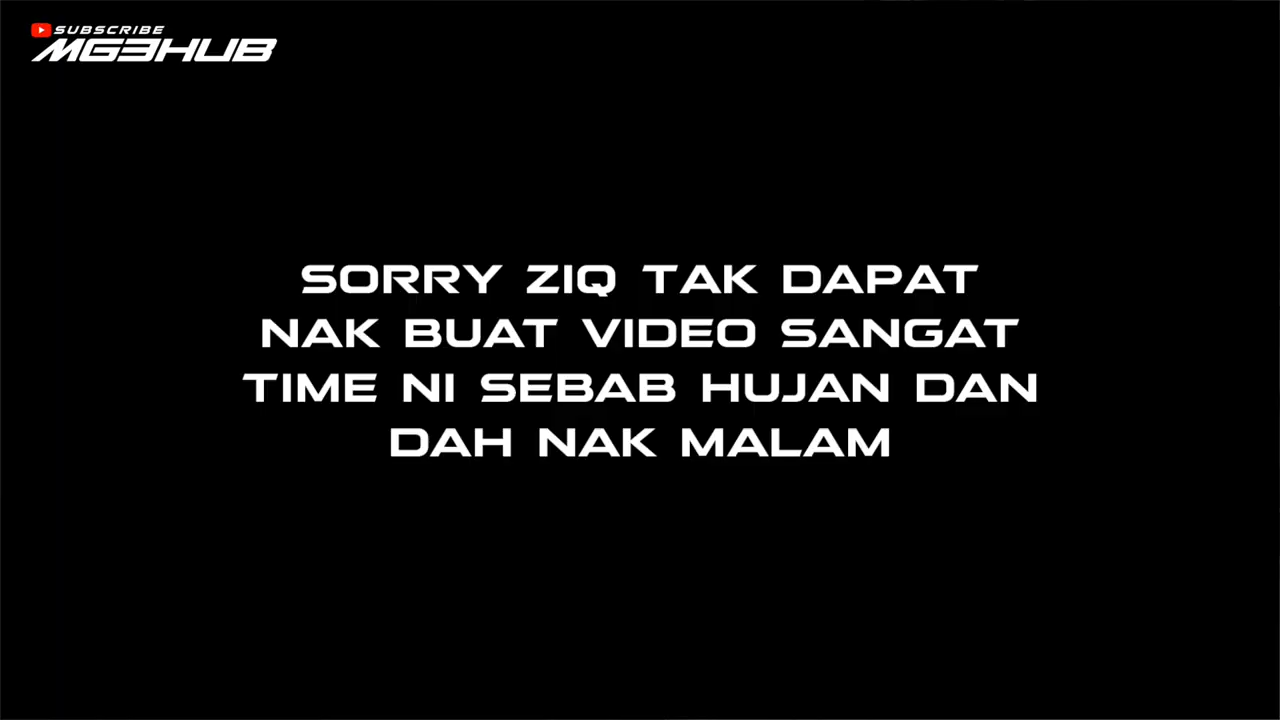 SUBSCRIBE
MG3HUB
SORRY ZIQ TAK DAPAT
NAK BUAT VIDEO SANGAT
TIME NI SEBAB HUJAN DAN
DAH NAK MALAM